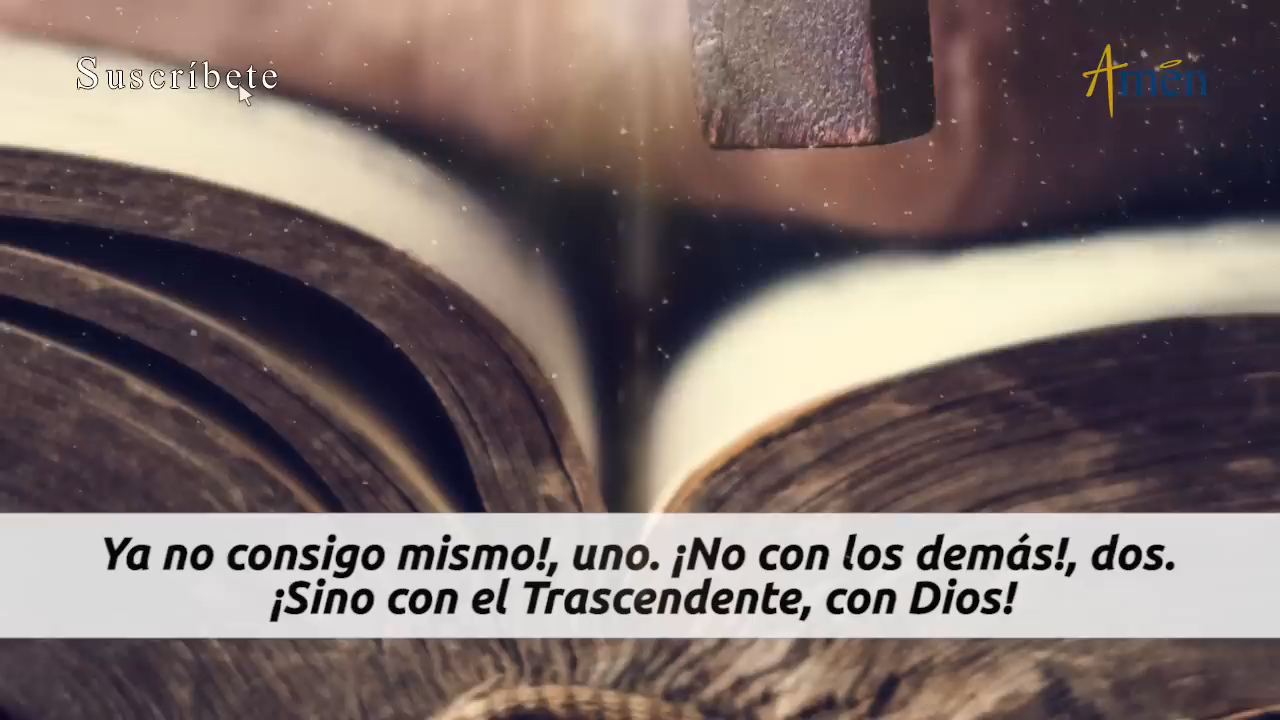 Suscríbete
Amén
Ya no consigo mismo!, uno. ¡No con los demás!, dos.
¡Sino con el Trascendente, con Dios!